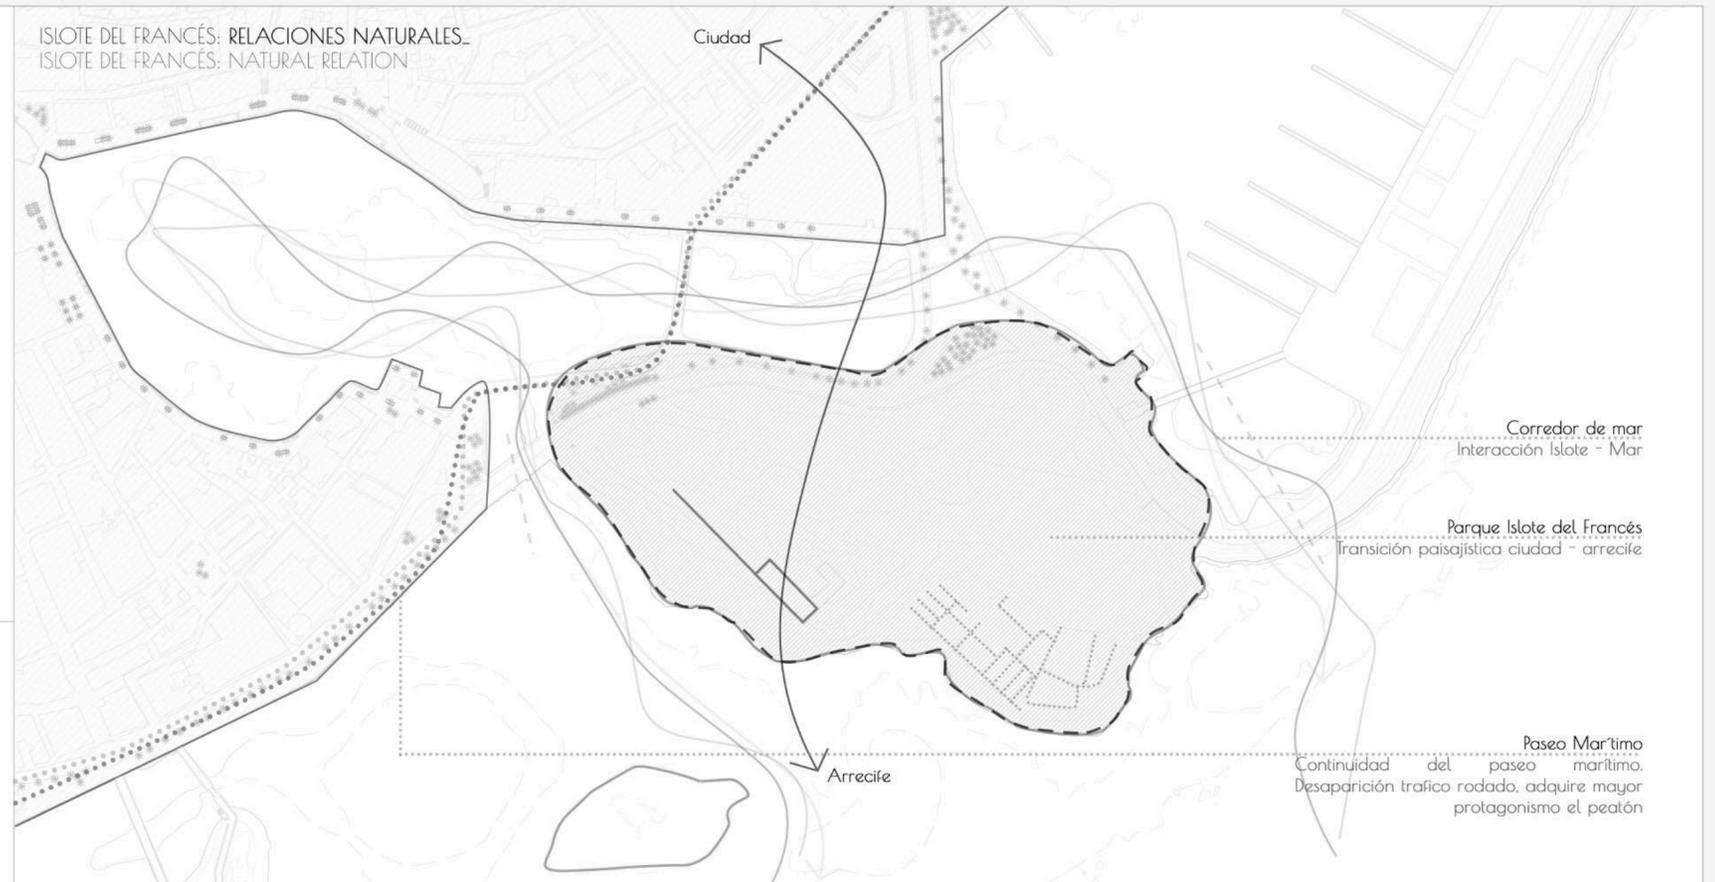 ISLOTE DEL FRANCÉS: RELACIONES NATURALES_
ISLOTE DEL FRANCÉS: NATURAL RELATION
Ciudad
Corredor de mar
Interacción Islote - Mar
Parque Islote del Francés
Transición paisajística ciudad - arrecife
Paseo Mar´timo
Continuidad del paseo marítimo.
Desaparición trafico rodado, adquire mayor
protagonismo el peatón
Arrecife